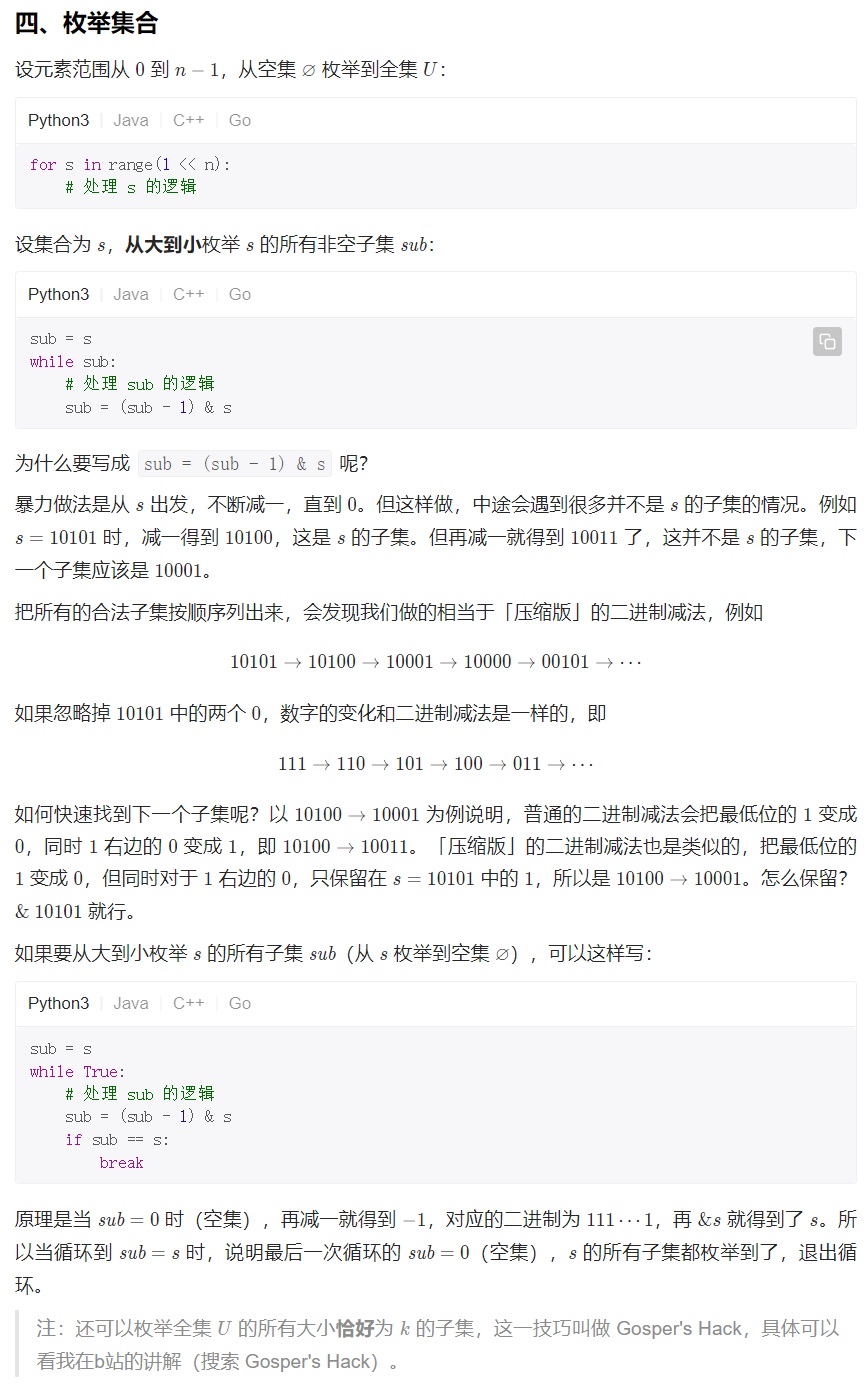 四、枚举集合
设元素范围从 0 到 n − 1，从空集 ∅ 枚举到全集 U：
Python3 | Java | C++ | Go
for s in range(1 << n):
    # 处理 s 的逻辑
设集合为 s，从大到小枚举 s 的所有非空子集 sub：
Python3 | Java | C++ | Go
sub = s
while sub:
    # 处理 sub 的逻辑
    sub = (sub - 1) & s
为什么要写成 sub = (sub - 1) & s 呢？
暴力做法是从 s 出发，不断减一，直到 0。但这样做，中途会遇到很多并不是 s 的子集的情况。例如
s = 10101 时，减一得到 10100，这是 s 的子集。但再减一就得到 10011 了，这并不是 s 的子集，下
一个子集应该是 10001。
把所有的合法子集按顺序列出来，会发现我们做的相当于「压缩版」的二进制减法，例如
10101 → 10100 → 10001 → 10000 → 00101 → ⋯
如果忽略掉 10101 中的两个 0，数字的变化和二进制减法是一样的，即
111 → 110 → 101 → 100 → 011 → ⋯
如何快速找到下一个子集呢？以 10100 → 10001 为例说明，普通的二进制减法会把最低位的 1 变成
0，同时 1 右边的 0 变成 1，即 10100 → 10011。「压缩版」的二进制减法也是类似的，把最低位的
1 变成 0，但同时对于 1 右边的 0，只保留在 s = 10101 中的 1，所以是 10100 → 10001。怎么保留？
& 10101 就行。
如果要从大到小枚举 s 的所有子集 sub（从 s 枚举到空集 ∅），可以这样写：
Python3 | Java | C++ | Go
sub = s
while True:
    # 处理 sub 的逻辑
    sub = (sub - 1) & s
    if sub == s:
        break
原理是当 sub = 0 时（空集），再减一就得到 −1，对应的二进制为 111⋯1，再 &s 就得到了 s。所
以当循环到 sub = s 时，说明最后一次循环的 sub = 0（空集），s 的所有子集都枚举到了，退出循
环。
注：还可以枚举全集 U 的所有大小恰好为 k 的子集，这一技巧叫做 Gosper's Hack，具体可以
看我在b站的讲解（搜索 Gosper's Hack）。